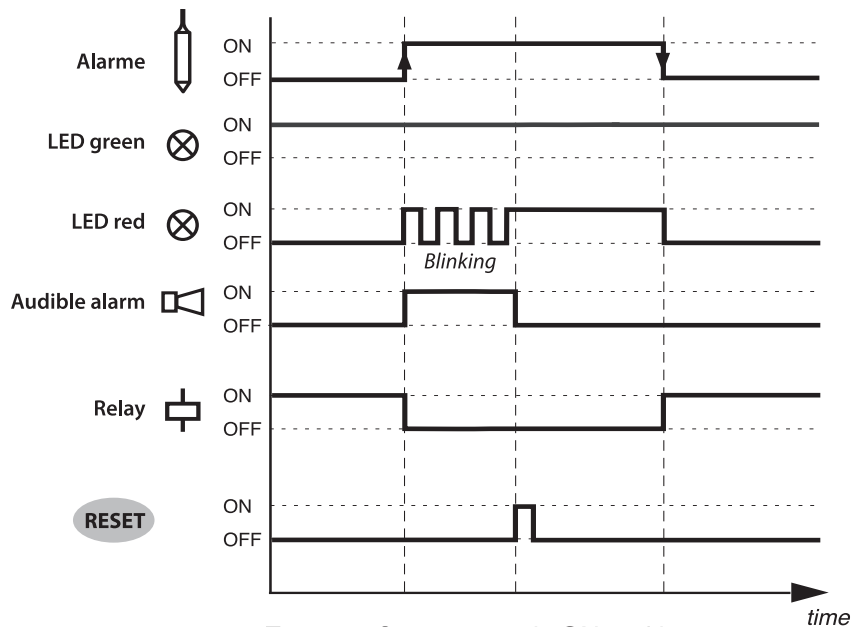 Alarme
ON
OFF
LED green
ON
OFF
LED red
ON
OFF
Blinking
Audible alarm
ON
OFF
Relay
ON
OFF
RESET
ON
OFF
time